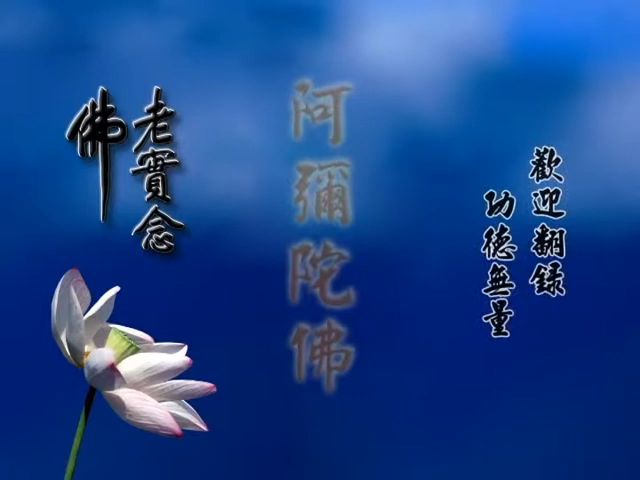 歡迎翻錄
功德無量
阿彌陀佛
老實念
佛